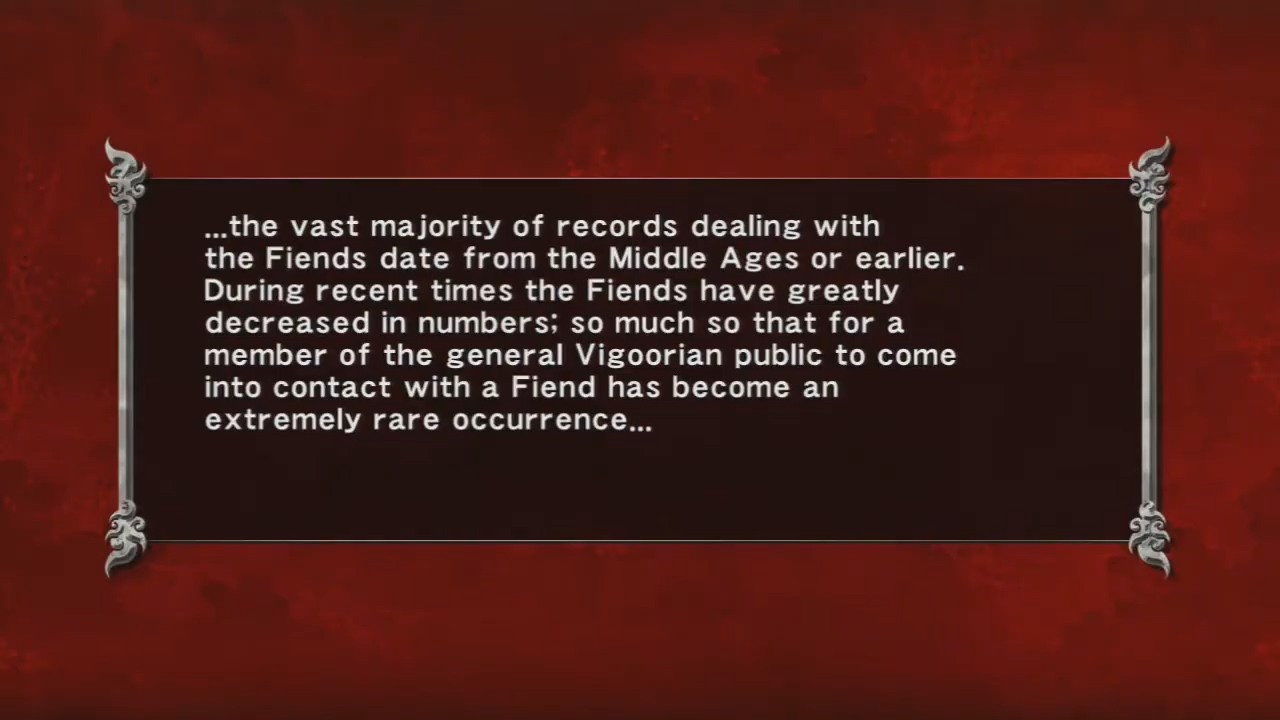 ...the vast majority of records dealing with
the Fiends date from the Middle Ages or earlier.
During recent times the Fiends have greatly
decreased in numbers; so much so that for a
member of the general Vigoorian public to come
into contact with a Fiend has become an
extremely rare occurrence...